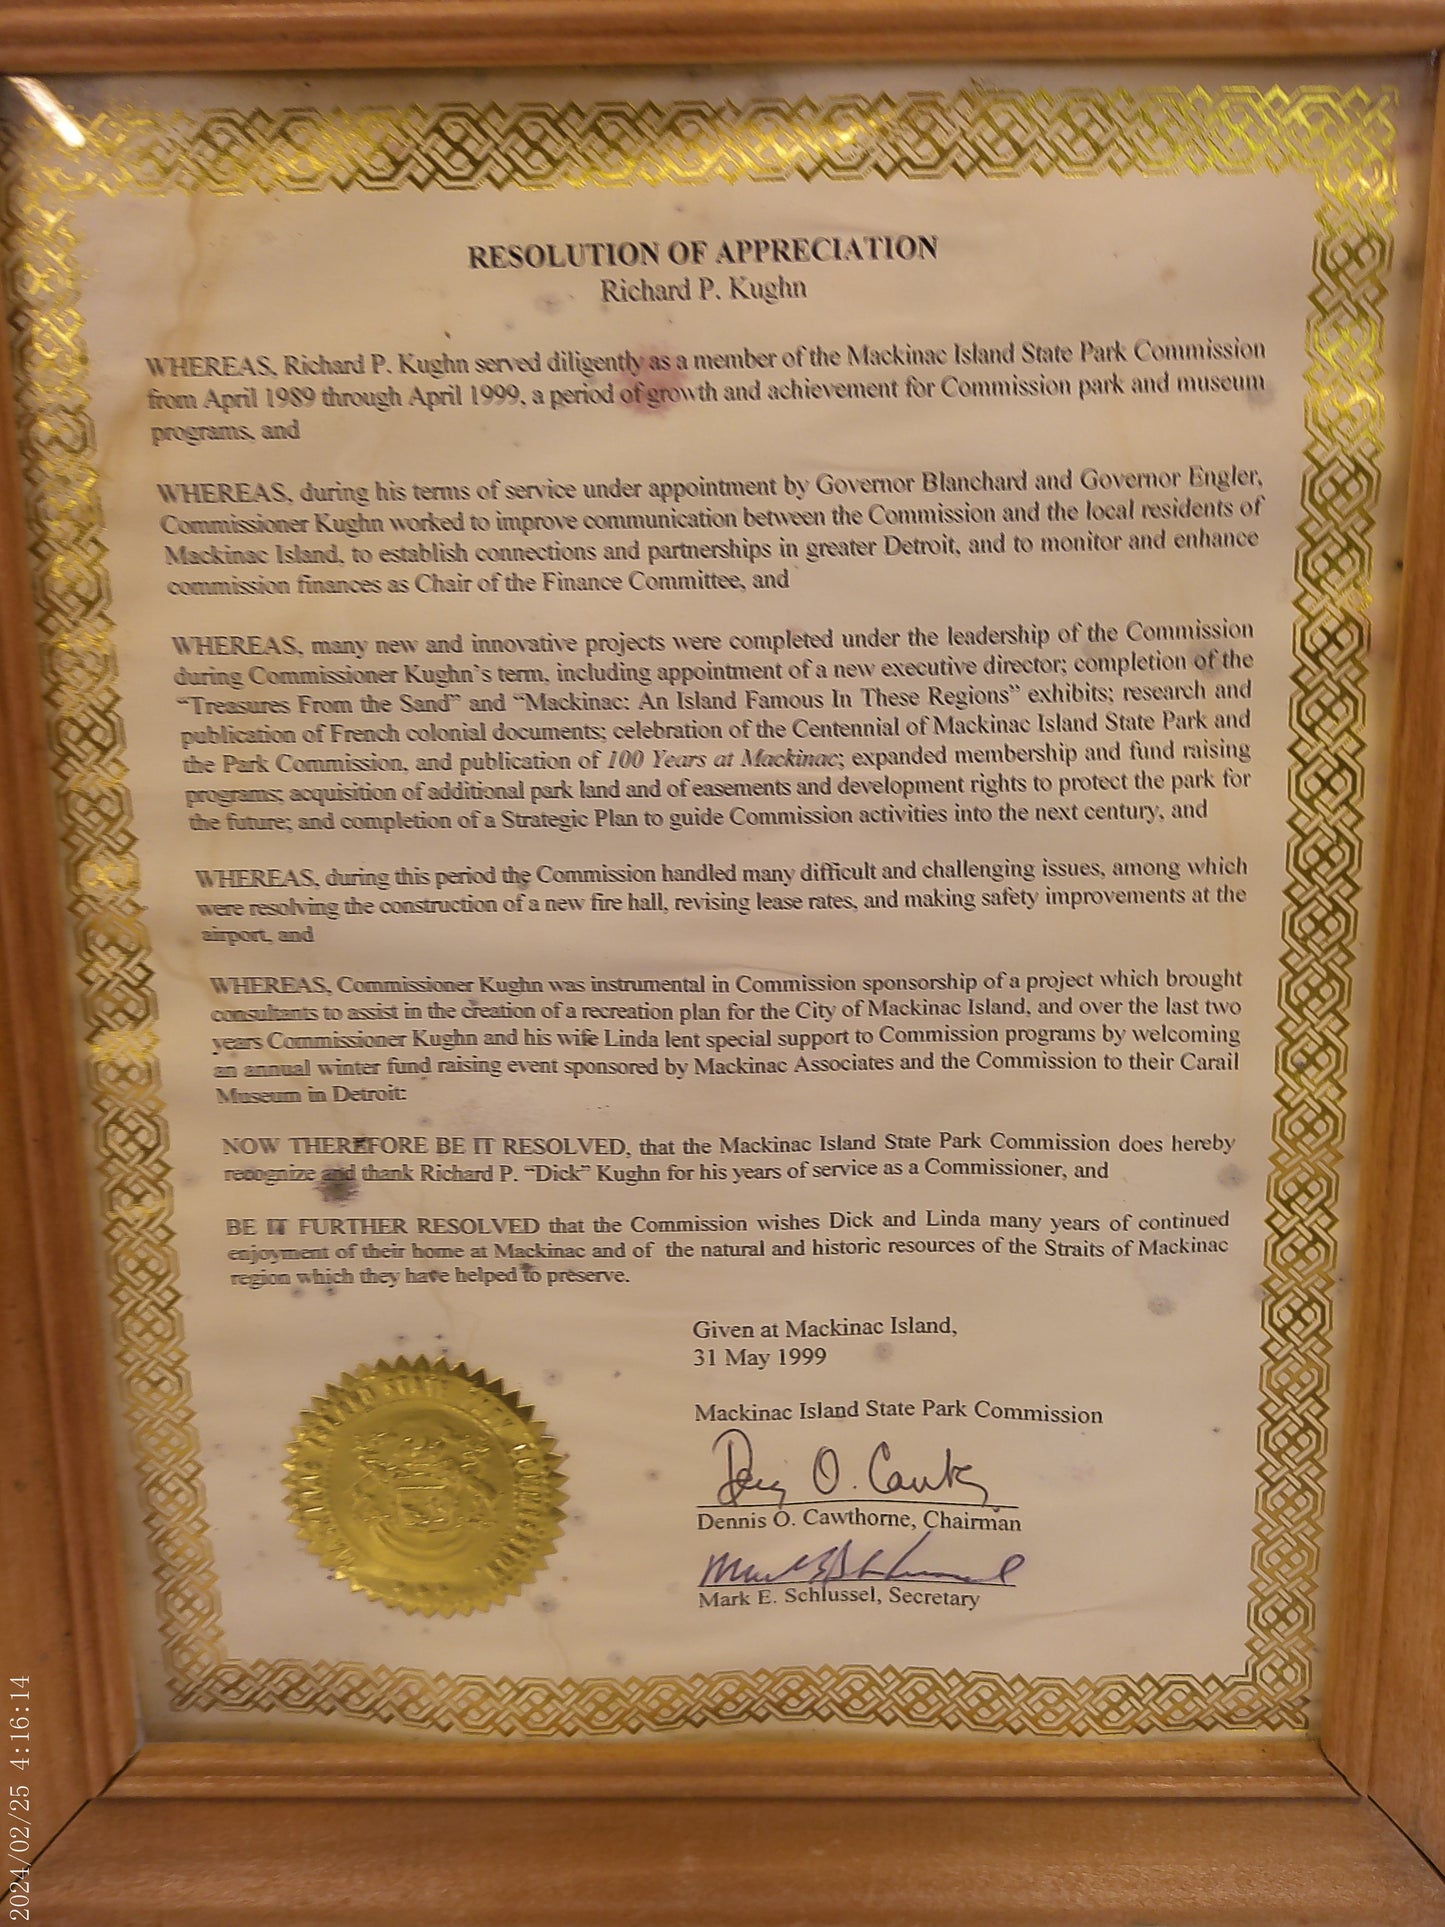 RESOLUTION OF APPRECIATION
Richard P. Kughn
WHEREAS, Richard P. Kughn served diligently as a member of the Mackinac Island State Park Commission
from April 1989 through April 1999, a period of growth and achievement for Commission park and museum
programs, and
WHEREAS, during his terms of service under appointment by Governor Blanchard and Governor Engler,
Commissioner Kughn worked to improve communication between the Commission and the local residents of
Mackinac Island, to establish connections and partnerships in greater Detroit, and to monitor and enhance
commission finances as Chair of the Finance Committee, and
WHEREAS, many new and innovative projects were completed under the leadership of the Commission
during Commissioner Kughn's term, including appointment of a new executive director; completion of the
“Treasures From the Sand” and “Mackinac: An Island Famous In These Regions” exhibits; research and
publication of French colonial documents; celebration of the Centennial of Mackinac Island State Park and
the Park Commission, and publication of 100 Years at Mackinac; expanded membership and fund raising
programs; acquisition of additional park land and of easements and development rights to protect the park for
the future; and completion of a Strategic Plan to guide Commission activities into the next century, and
WHEREAS, during this period the Commission handled many difficult and challenging issues, among which
were resolving the construction of a new fire hall, revising lease rates, and making safety improvements at the
airport, and
WHEREAS, Commissioner Kughn was instrumental in Commission sponsorship of a project which brought
consultants to assist in the creation of a recreation plan for the City of Mackinac Island, and over the last two
years Commissioner Kughn and his wife Linda lent special support to Commission programs by welcoming
an annual winter fund raising event sponsored by Mackinac Associates and the Commission to their Carail
Museum in Detroit:
NOW THEREFORE BE IT RESOLVED, that the Mackinac Island State Park Commission does hereby
recognize and thank Richard P. “Dick” Kughn for his years of service as a Commissioner, and
BE IT FURTHER RESOLVED that the Commission wishes Dick and Linda many years of continued
enjoyment of their home at Mackinac and of the natural and historic resources of the Straits of Mackinac
region which they have helped to preserve.
Given at Mackinac Island,
31 May 1999
Mackinac Island State Park Commission
Dennis O. Cawthorne, Chairman
Mark E. Schlussel, Secretary
2024/02/25 4:16:14